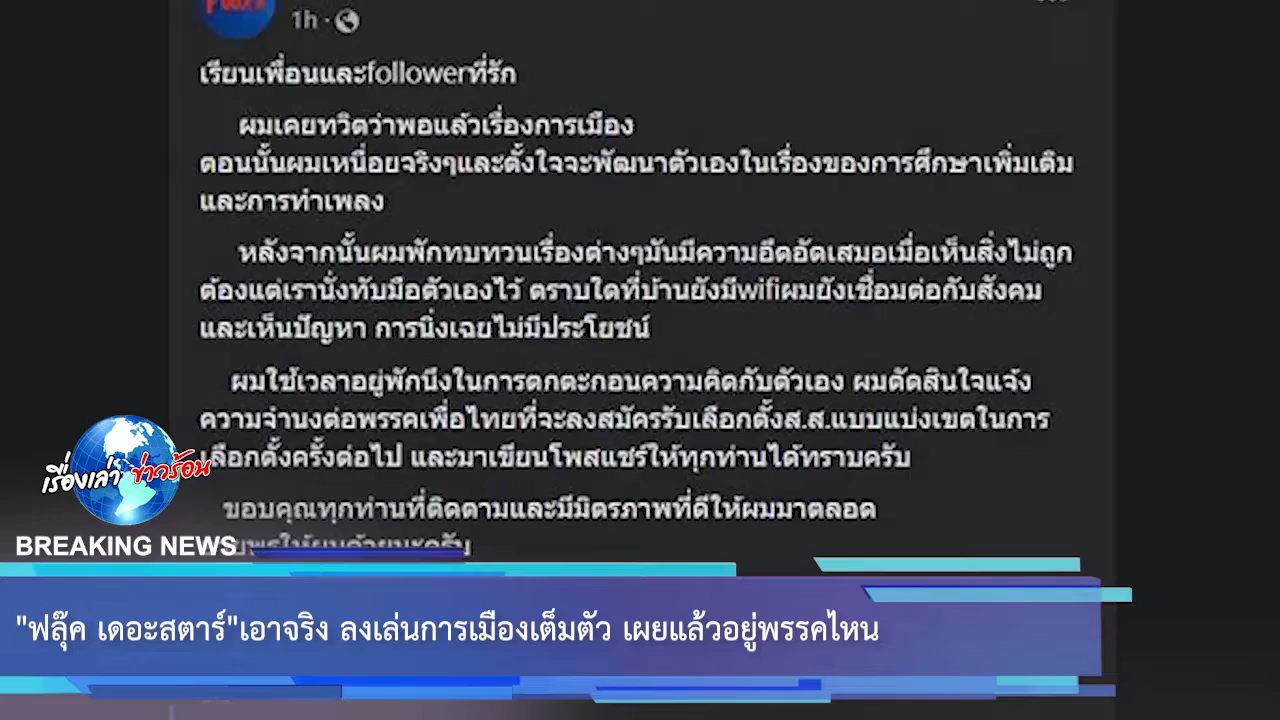 1h
เรียนเพื่อนและfollowerที่รัก
ผมเคยทวิตว่าพอแล้วเรื่องการเมือง
ตอนนั้นผมเหนื่อยจริงๆและตั้งใจจะพัฒนาตัวเองในเรื่องของการศึกษาเพิ่มเติม
และการทำเพลง
หลังจากนั้นผมพักทบทวนเรื่องต่างๆมันมีความอึดอัดเสมอเมื่อเห็นสิ่งไม่ถูก
ต้องแต่เรานั่งทับมือตัวเองไว้ ตราบใดที่บ้านยังมีwifiผมยังเชื่อมต่อกับสังคม
และเห็นปัญหา การนิ่งเฉยไม่มีประโยชน์
ผมใช้เวลาอยู่พักนึงในการตกตะกอนความคิดกับตัวเอง ผมตัดสินใจแจ้ง
ความจำนงต่อพรรคเพื่อไทยที่จะลงสมัครรับเลือกตั้งส.ส.แบบแบ่งเขตในการ
เลือกตั้งครั้งต่อไป และมาเขียนโพสแชร์ให้ทุกท่านได้ทราบครับ
ขอบคุณทุกท่านที่ติดตามและมีมิตรภาพที่ดีให้ผมมาตลอด
เรื่องเล่า ข่าวร้อน
BREAKING NEWS
"ฟลุ๊ค เดอะสตาร์"เอาจริง ลงเล่นการเมืองเต็มตัว เผยแล้วอยู่พรรคไหน